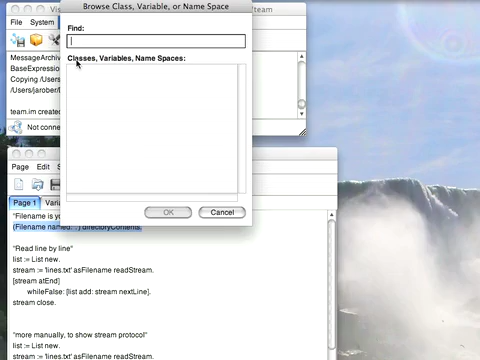 Browse Class, Variable, or Name Space
Find:
Classes, Variables, Name Spaces:
OK
Cancel
team
File
System
MessageArchiv
BaseExpressio
Copying /Users
/Users/jarober/
team.im created
Not conne
Page
Edit
Page 1
Varia
"Filename is yo
(Filename named: '.') directoryContents.
"Read line by line"
list := List new.
stream := 'lines.txt' asFilename readStream.
[stream atEnd]
whileFalse: [list add: stream nextLine].
stream close.
"more manually, to show stream protocol"
list := List new.
stream := 'lines.txt' asFilename readStream.